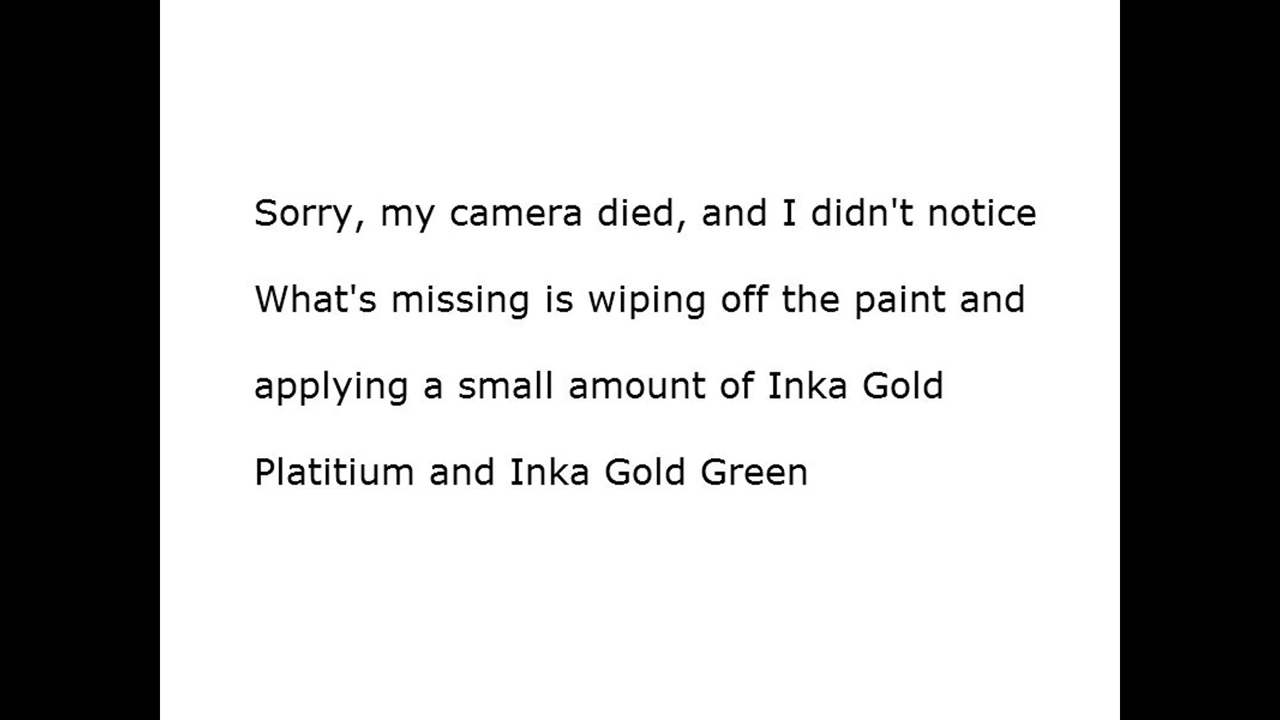 Sorry, my camera died, and I didn't notice
What's missing is wiping off the paint and
applying a small amount of Inka Gold
Platitium and Inka Gold Green